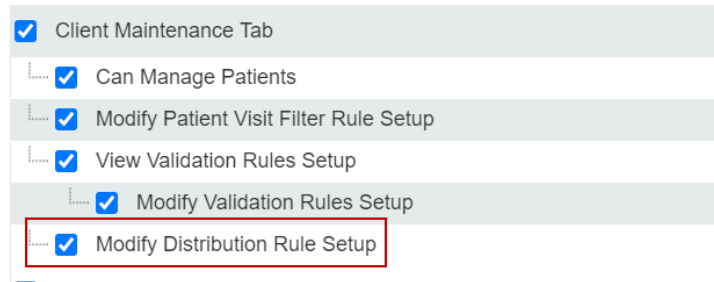 Client Maintenance Tab
Can Manage Patients
Modify Patient Visit Filter Rule Setup
View Validation Rules Setup
Modify Validation Rules Setup
Modify Distribution Rule Setup